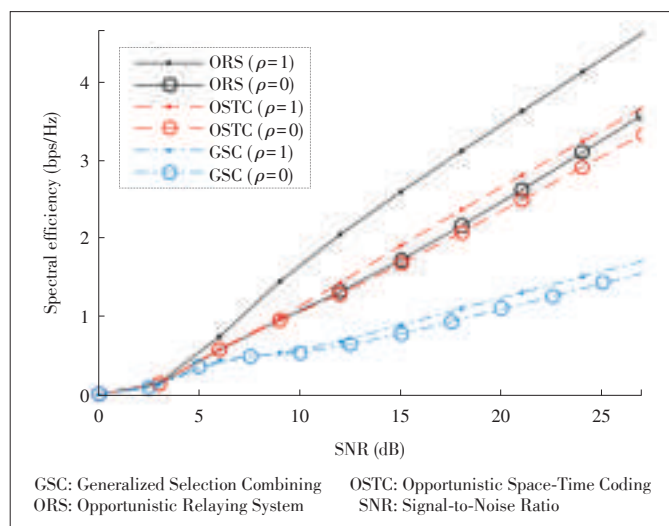 4
3
2
1
0
Spectral efficiency (bps/Hz)
ORS (ρ=1)
ORS (ρ=0)
OSTC (ρ=1)
OSTC (ρ=0)
GSC (ρ=1)
GSC (ρ=0)
0 5 10 15 20 25
SNR (dB)
GSC: Generalized Selection Combining OSTC: Opportunistic Space-Time Coding
ORS: Opportunistic Relaying System SNR: Signal-to-Noise Ratio